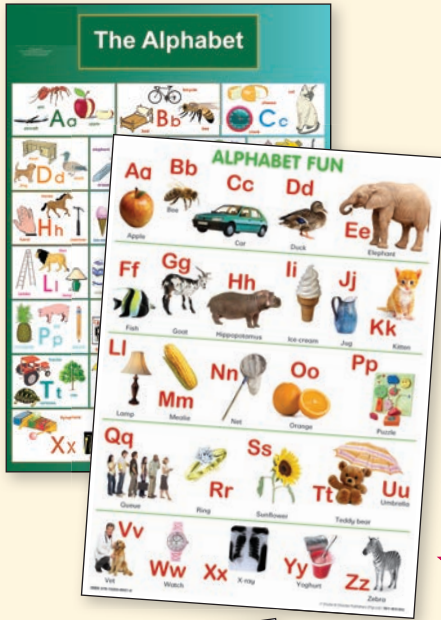 The Alphabet
Aa
Bb
Cc
Dd
Hh
Ll
Pp
Tt
Xx
ALPHABET FUN
Aa Bb Cc Dd Ee
Apple Bee Car Duck Elephant
Ff Gg Hh Ii Jj Kk
Fish Goat Hippopotamus Ice-cream Jug Kitten
Ll Mm Nn Oo Pp
Lamp Mealie Net Orange Puzzle
Qq Rr Ss Tt Uu
Queue Ring Sunflower Teddy bear Umbrella
Vv Ww Xx Yy Zz
Vet Watch X-ray Yoghurt Zebra